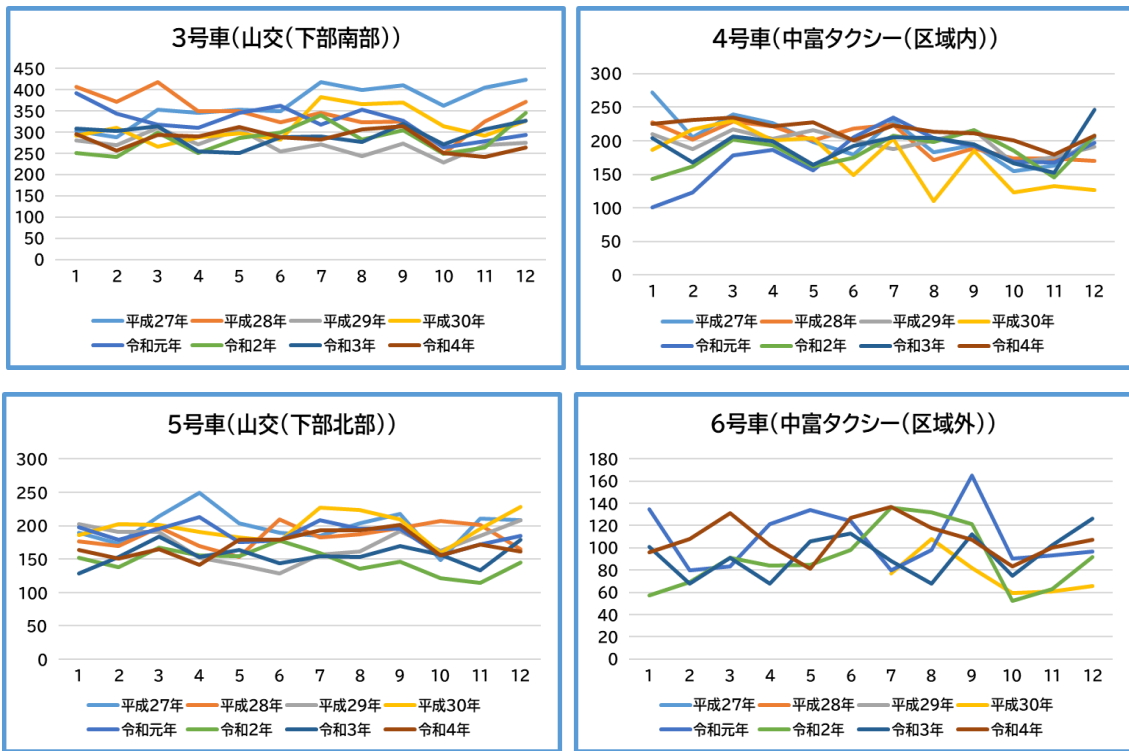 3号車(山交(下部南部))
450
400
350
300
250
200
150
100
50
0
1 2 3 4 5 6 7 8 9 10 11 12
平成27年 平成28年 平成29年 平成30年
令和元年 令和2年 令和3年 令和4年
4号車(中富タクシー(区域内))
300
250
200
150
100
50
0
1 2 3 4 5 6 7 8 9 10 11 12
平成27年 平成28年 平成29年 平成30年
令和元年 令和2年 令和3年 令和4年
5号車(山交(下部北部))
300
250
200
150
100
50
0
1 2 3 4 5 6 7 8 9 10 11 12
平成27年 平成28年 平成29年 平成30年
令和元年 令和2年 令和3年 令和4年
6号車(中富タクシー(区域外))
180
160
140
120
100
80
60
40
20
0
1 2 3 4 5 6 7 8 9 10 11 12
平成27年 平成28年 平成29年 平成30年
令和元年 令和2年 令和3年 令和4年